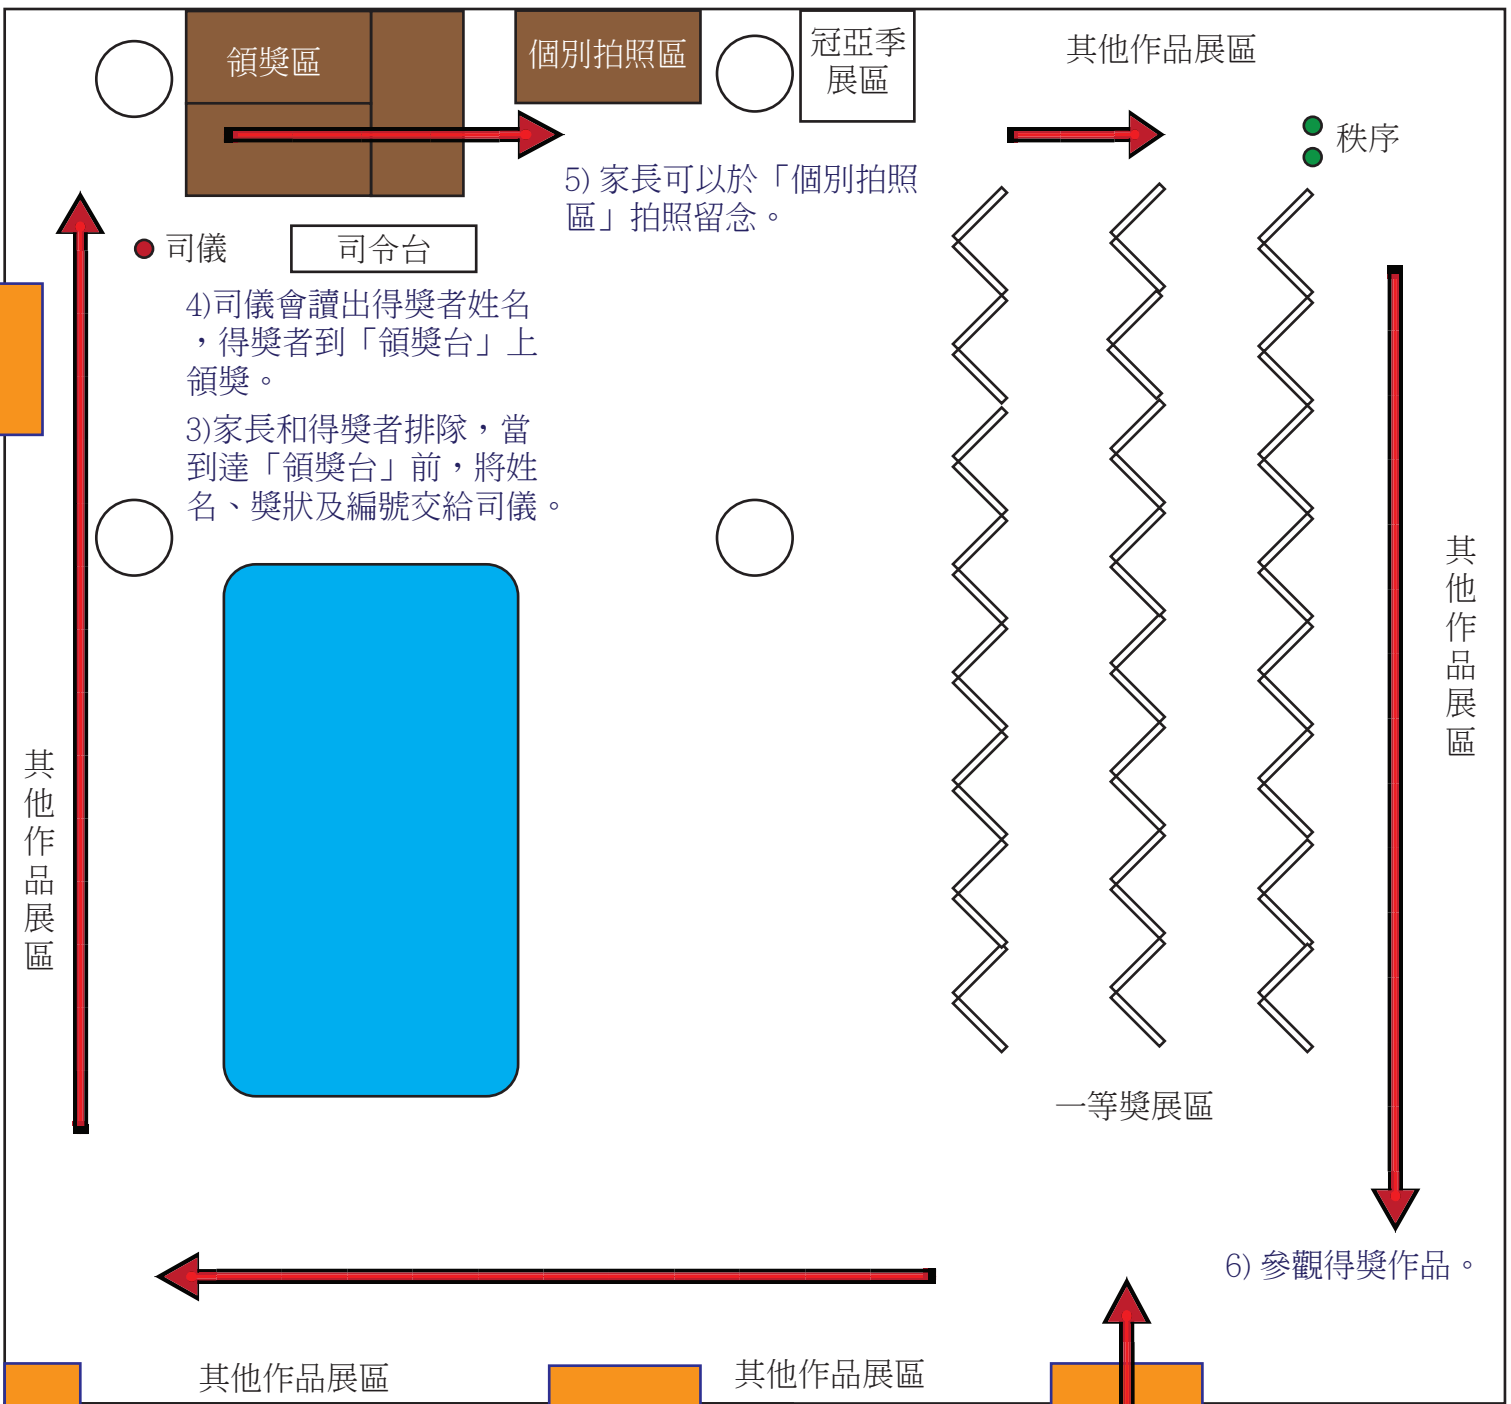 領獎區
個別拍照區
冠亞季
展區
其他作品展區
秩序
5) 家長可以於「個別拍照
區」拍照留念。
司儀
司令台
4)司儀會讀出得獎者姓名
，得獎者到「領獎台」上
領獎。
3)家長和得獎者排隊，當
到達「領獎台」前，將姓
名、獎狀及編號交給司儀。
其他作品展區
其他作品展區
一等獎展區
6) 參觀得獎作品。
其他作品展區
其他作品展區